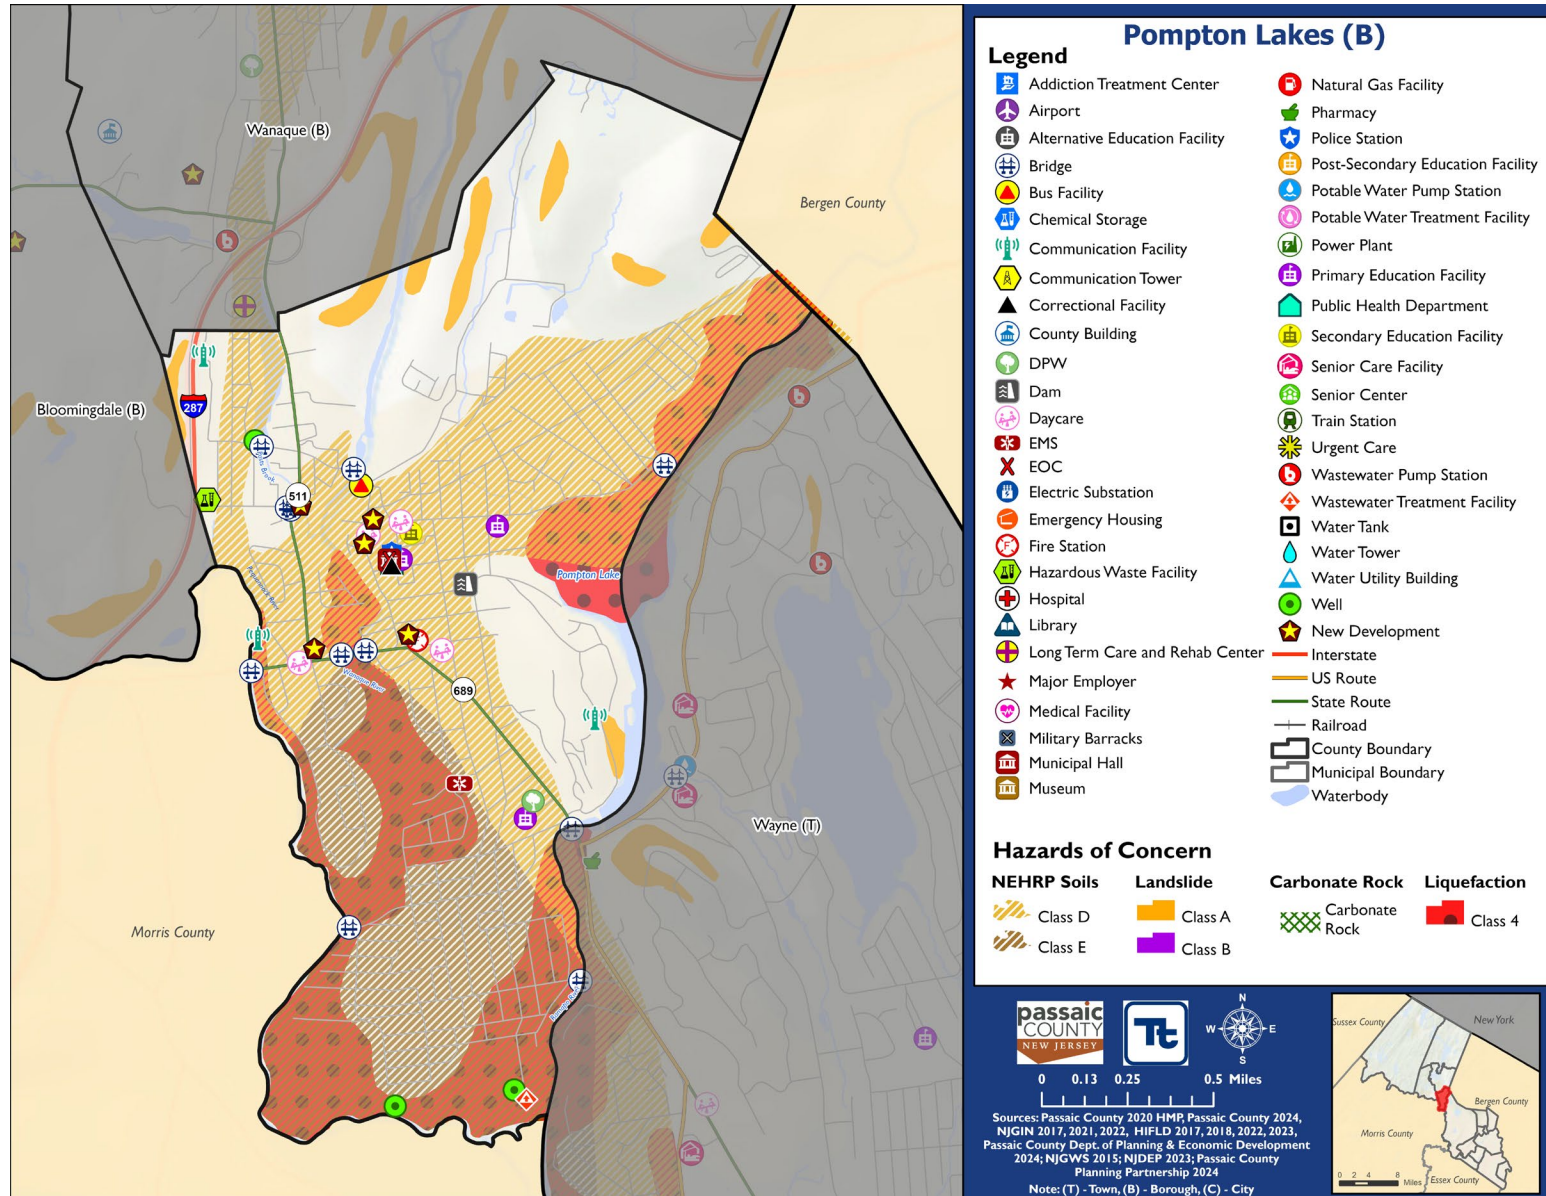 Pompton Lakes (B)
Legend
Addiction Treatment Center
Airport
Alternative Education Facility
Bridge
Bus Facility
Chemical Storage
Communication Facility
Communication Tower
Correctional Facility
County Building
DPW
Dam
Daycare
EMS
EOC
Electric Substation
Emergency Housing
Fire Station
Hazardous Waste Facility
Hospital
Library
Long Term Care and Rehab Center
Major Employer
Medical Facility
Military Barracks
Municipal Hall
Museum
Natural Gas Facility
Pharmacy
Police Station
Post-Secondary Education Facility
Potable Water Pump Station
Potable Water Treatment Facility
Power Plant
Primary Education Facility
Public Health Department
Secondary Education Facility
Senior Care Facility
Senior Center
Train Station
Urgent Care
Wastewater Pump Station
Wastewater Treatment Facility
Water Tank
Water Tower
Water Utility Building
Well
New Development
Interstate
US Route
State Route
Railroad
County Boundary
Municipal Boundary
Waterbody
Hazards of Concern
NEHRP Soils
Class D
Class E
Landslide
Class A
Class B
Carbonate Rock
Carbonate
Rock
Liquefaction
Class 4
Wanaque (B)
Bergen County
Bloomingdale (B)
287
511
Pompton Lake
Wanaque River
689
Wayne (T)
Morris County
passaic
COUNTY
NEW JERSEY
Tt
N
W E
S
0 0.13 0.25 0.5 Miles
Sources: Passaic County 2020 HMP, Passaic County 2024,
NJGIN 2017, 2021, 2022, HIFLD 2017, 2018, 2022, 2023,
Passaic County Dept. of Planning & Economic Development
2024; NJGWS 2015; NJDEP 2023; Passaic County
Planning Partnership 2024
Note: (T) - Town, (B) - Borough, (C) - City
Sussex County
New York
Bergen County
Morris County
Essex County
0 2 4 8
Miles